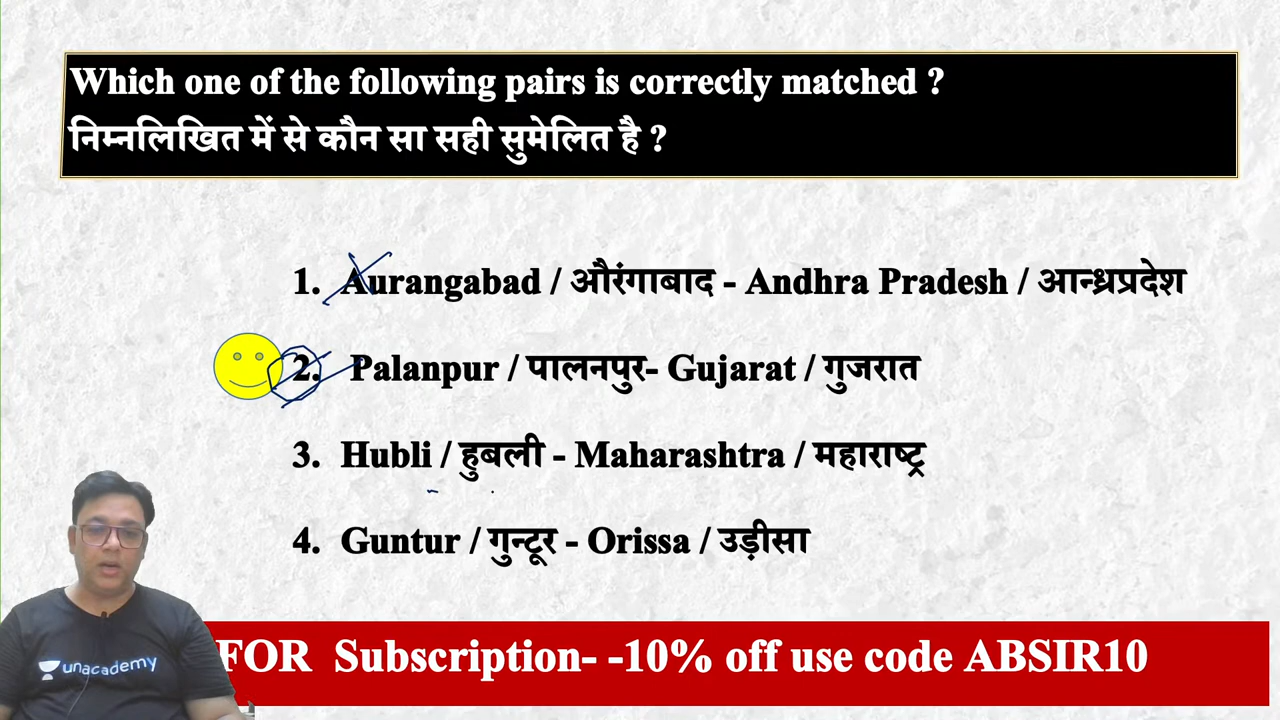 Which one of the following pairs is correctly matched ?
निम्नलिखित में से कौन सा सही सुमेलित है ?
1. Aurangabad / औरंगाबाद - Andhra Pradesh / आन्ध्रप्रदेश
2. Palanpur / पालनपुर- Gujarat / गुजरात
3. Hubli / हुबली - Maharashtra / महाराष्ट्र
4. Guntur / गुन्टूर - Orissa / उड़ीसा
unacademy
FOR Subscription- -10% off use code ABSIR10